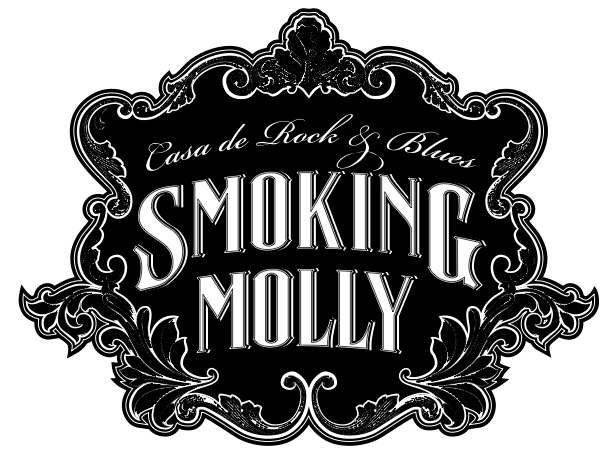 Casa de Rock & Blues
SMOKING
MOLLY